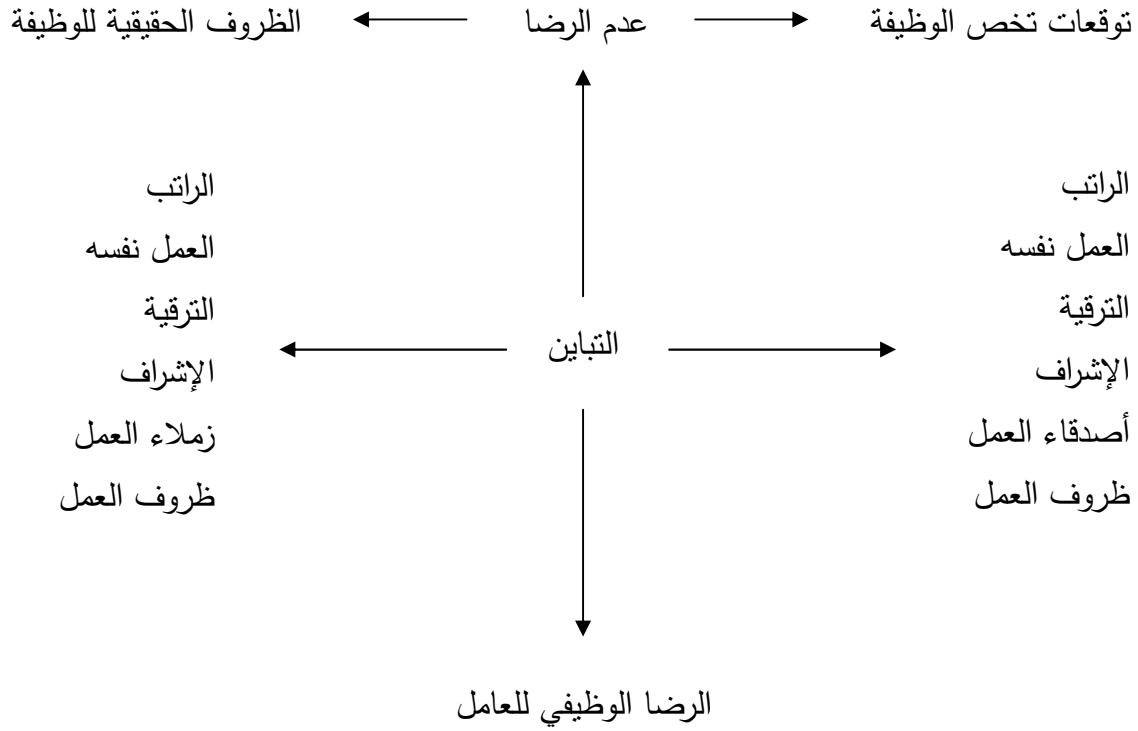 توقعات تخص الوظيفة
عدم الرضا
الظروف الحقيقية للوظيفة
الراتب
العمل نفسه
الترقية
الإشراف
أصدقاء العمل
ظروف العمل
التباين
الراتب
العمل نفسه
الترقية
الإشراف
زملاء العمل
ظروف العمل
الرضا الوظيفي للعامل